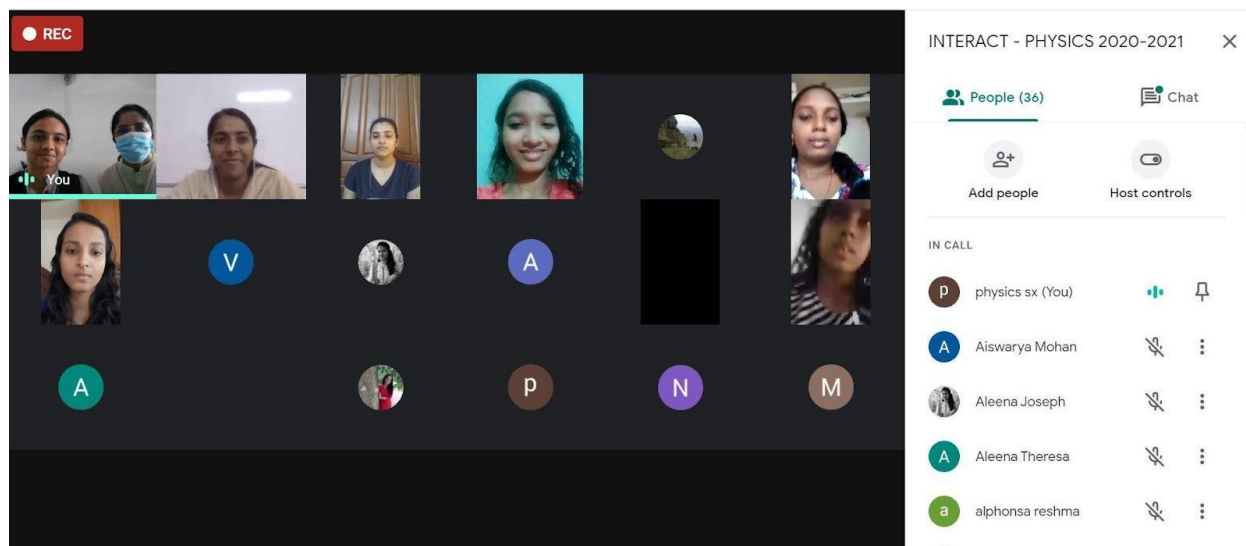 REC
You
V
A
A
p
N
M
INTERACT - PHYSICS 2020-2021
People (36)
Chat
Add people
Host controls
IN CALL
p physics sx (You)
A Aiswarya Mohan
Aleena Joseph
A Aleena Theresa
a alphonsa reshma